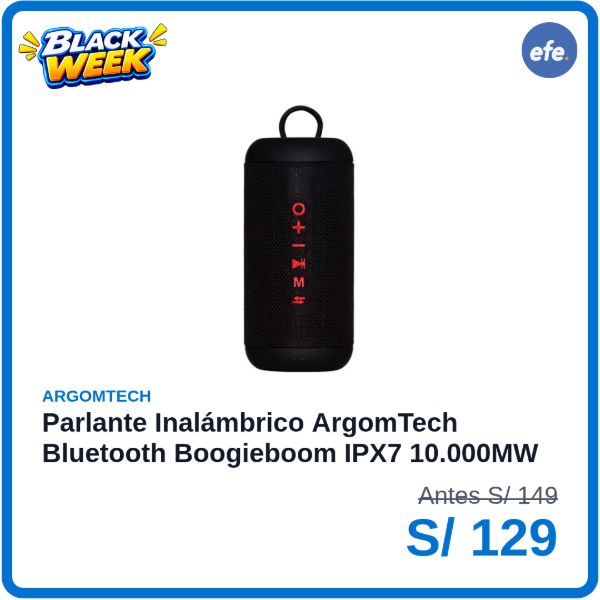 BLACK
WEEK
efe.
M
ARGOMTECH
Parlante Inalámbrico ArgomTech
Bluetooth Boogieboom IPX7 10.000MW
Antes S/ 149
S/ 129